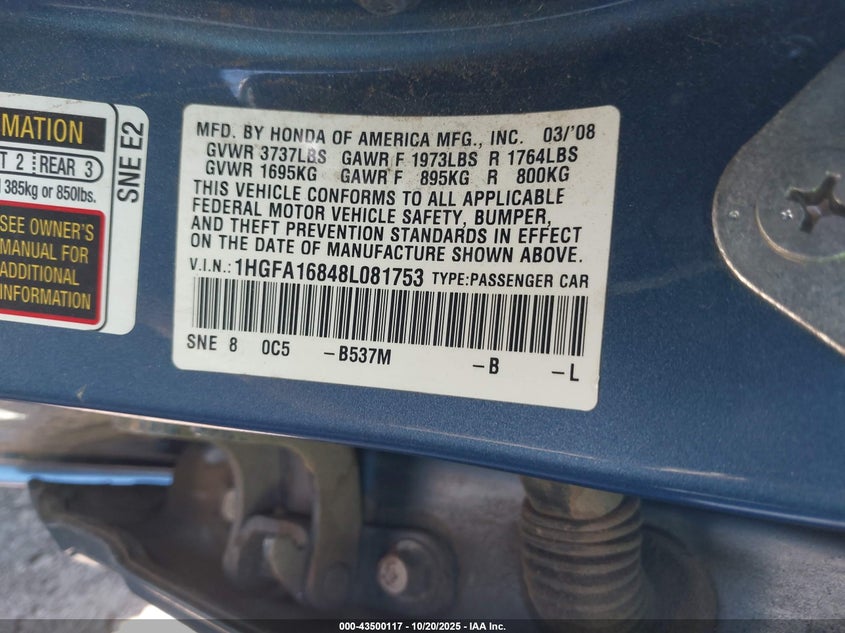 MATION
T 2 REAR 3
385kg or 850lbs.
SEE OWNER'S
MANUAL FOR
ADDITIONAL
INFORMATION
SNE E2
MFD. BY HONDA OF AMERICA MFG., INC. 03/'08
GVWR 3737LBS GAWR F 1973LBS R 1764LBS
GVWR 1695KG GAWR F 895KG R 800KG
THIS VEHICLE CONFORMS TO ALL APPLICABLE
FEDERAL MOTOR VEHICLE SAFETY, BUMPER,
AND THEFT PREVENTION STANDARDS IN EFFECT
ON THE DATE OF MANUFACTURE SHOWN ABOVE.
V.I.N.: 1HGFA16848L081753 TYPE:PASSENGER CAR
SNE 8 0C5 -B537M -B -L
000-43500117 - 10/20/2025 - IAA Inc.